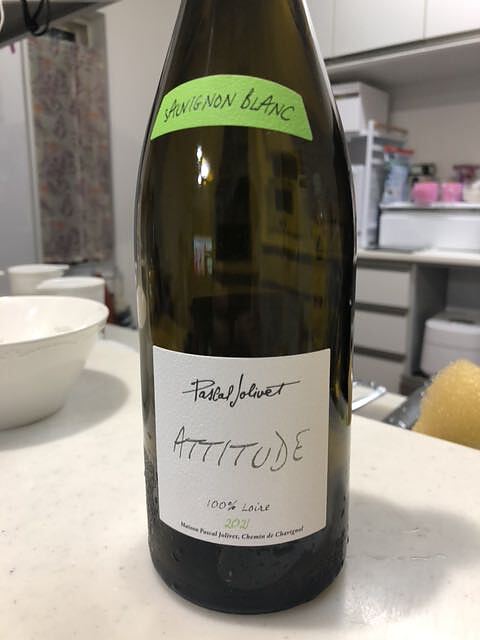 SAUVIGNON BLANC
Pascal Jolivet
ATTITUDE
100% Loire
2021
Maison Pascal Jolivet, Chemin de Chavignol